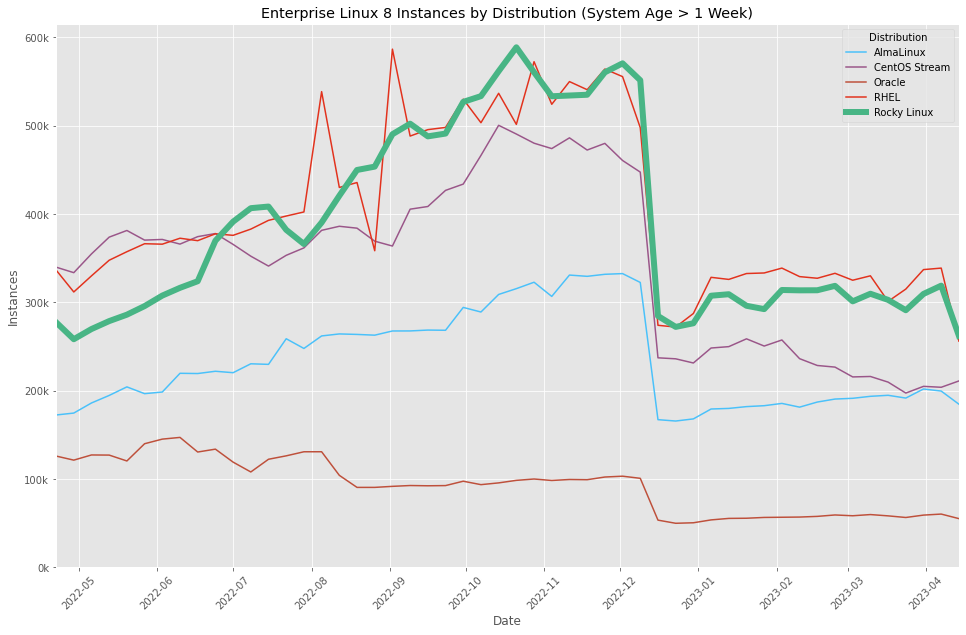 Enterprise Linux 8 Instances by Distribution (System Age > 1 Week)
Distribution
AlmaLinux
CentOS Stream
Oracle
RHEL
Rocky Linux
Instances
600k
500k
400k
300k
200k
100k
0k
2022-05
2022-06
2022-07
2022-08
2022-09
2022-10
2022-11
2022-12
2023-01
2023-02
2023-03
2023-04
Date